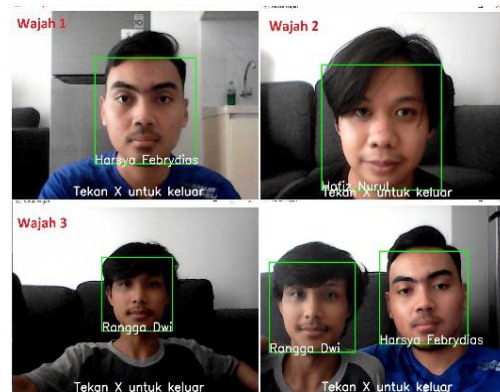 Wajah 1
Harsya Febrydias
Tekan X untuk keluar
Wajah 2
Hafiz Nurul
Tekan X untuk keluar
Wajah 3
Rangga Dwi
Tekan X untuk keluar
Rangga Dwi
Harsya Febrydias
Tekan X untuk keluar